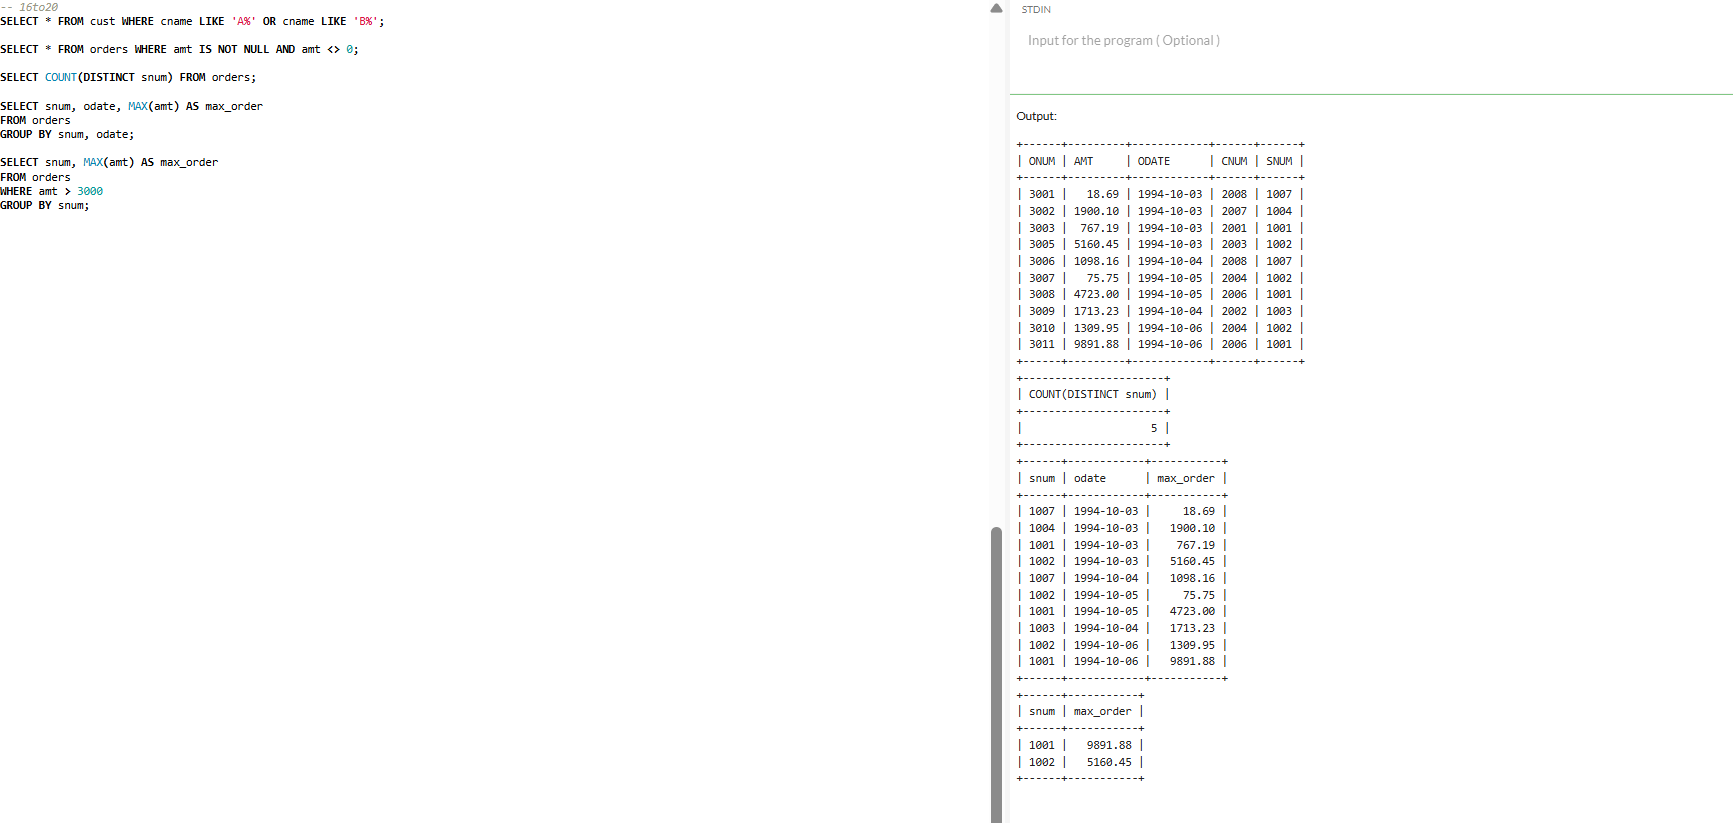 -- 16to20
SELECT * FROM cust WHERE cname LIKE 'A%' OR cname LIKE 'B%';
SELECT * FROM orders WHERE amt IS NOT NULL AND amt <> 0;
SELECT COUNT(DISTINCT snum) FROM orders;
SELECT snum, odate, MAX(amt) AS max_order
FROM orders
GROUP BY snum, odate;
SELECT snum, MAX(amt) AS max_order
FROM orders
WHERE amt > 3000
GROUP BY snum;
STDIN
Input for the program ( Optional )
Output:
+------+---------+------------+------+------+
| ONUM | AMT     | ODATE      | CNUM | SNUM |
+------+---------+------------+------+------+
| 3001 |   18.69 | 1994-10-03 | 2008 | 1007 |
| 3002 | 1900.10 | 1994-10-03 | 2007 | 1004 |
| 3003 |  767.19 | 1994-10-03 | 2001 | 1001 |
| 3005 | 5160.45 | 1994-10-03 | 2003 | 1002 |
| 3006 | 1098.16 | 1994-10-04 | 2008 | 1007 |
| 3007 |   75.75 | 1994-10-05 | 2004 | 1002 |
| 3008 | 4723.00 | 1994-10-05 | 2006 | 1001 |
| 3009 | 1713.23 | 1994-10-04 | 2002 | 1003 |
| 3010 | 1309.95 | 1994-10-06 | 2004 | 1002 |
| 3011 | 9891.88 | 1994-10-06 | 2006 | 1001 |
+------+---------+------------+------+------+
+----------------------+
| COUNT(DISTINCT snum) |
+----------------------+
|                    5 |
+----------------------+
+------+------------+-----------+
| snum | odate      | max_order |
+------+------------+-----------+
| 1007 | 1994-10-03 |     18.69 |
| 1004 | 1994-10-03 |   1900.10 |
| 1001 | 1994-10-03 |    767.19 |
| 1002 | 1994-10-03 |   5160.45 |
| 1007 | 1994-10-04 |   1098.16 |
| 1002 | 1994-10-05 |     75.75 |
| 1001 | 1994-10-05 |   4723.00 |
| 1003 | 1994-10-04 |   1713.23 |
| 1002 | 1994-10-06 |   1309.95 |
| 1001 | 1994-10-06 |   9891.88 |
+------+------------+-----------+
+------+-----------+
| snum | max_order |
+------+-----------+
| 1001 |   9891.88 |
| 1002 |   5160.45 |
+------+-----------+